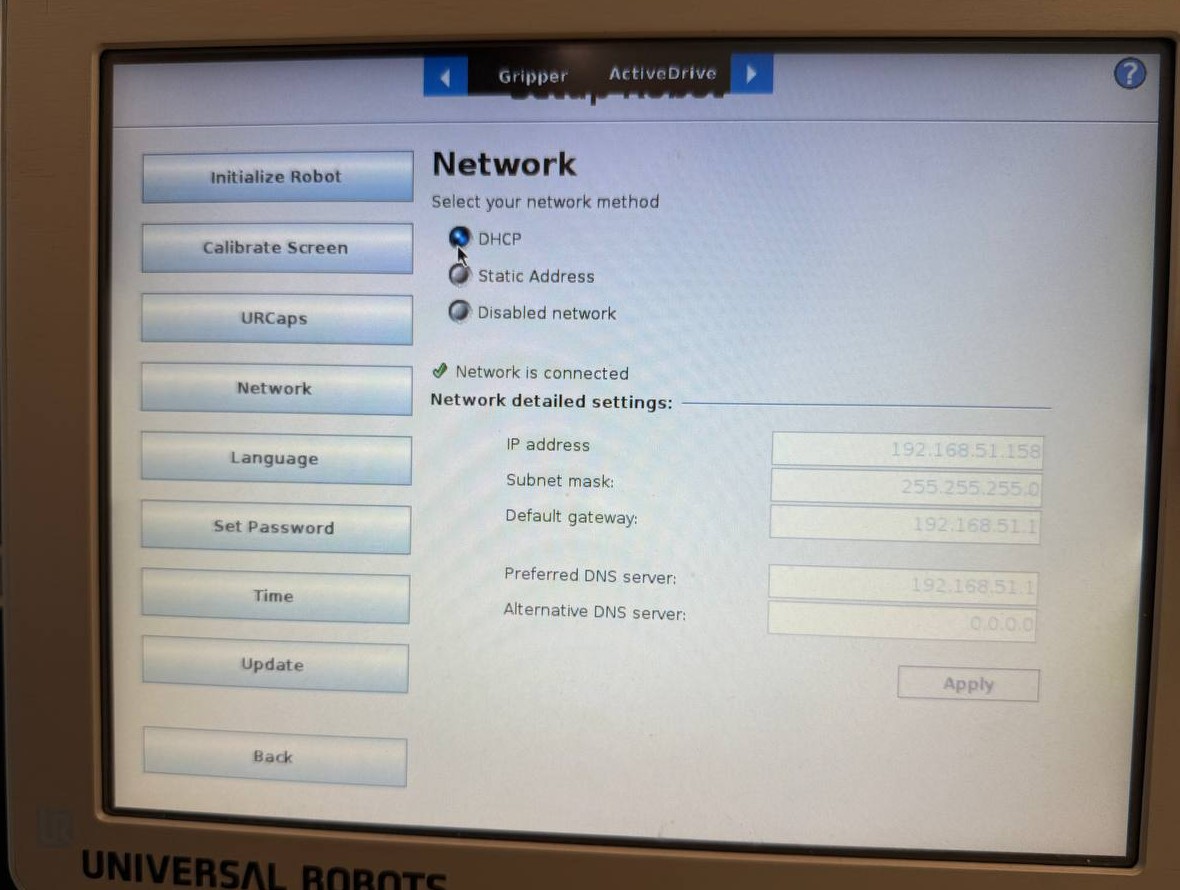 Gripper ActiveDrive
?
Initialize Robot
Calibrate Screen
URCaps
Network
Language
Set Password
Time
Update
Back
Network
Select your network method
DHCP
Static Address
Disabled network
Network is connected
Network detailed settings:
IP address 192.168.51.158
Subnet mask: 255.255.255.0
Default gateway: 192.168.51.1
Preferred DNS server: 192.168.51.1
Alternative DNS server: 0.0.0.0
Apply
UNIVERSAL ROBOTS